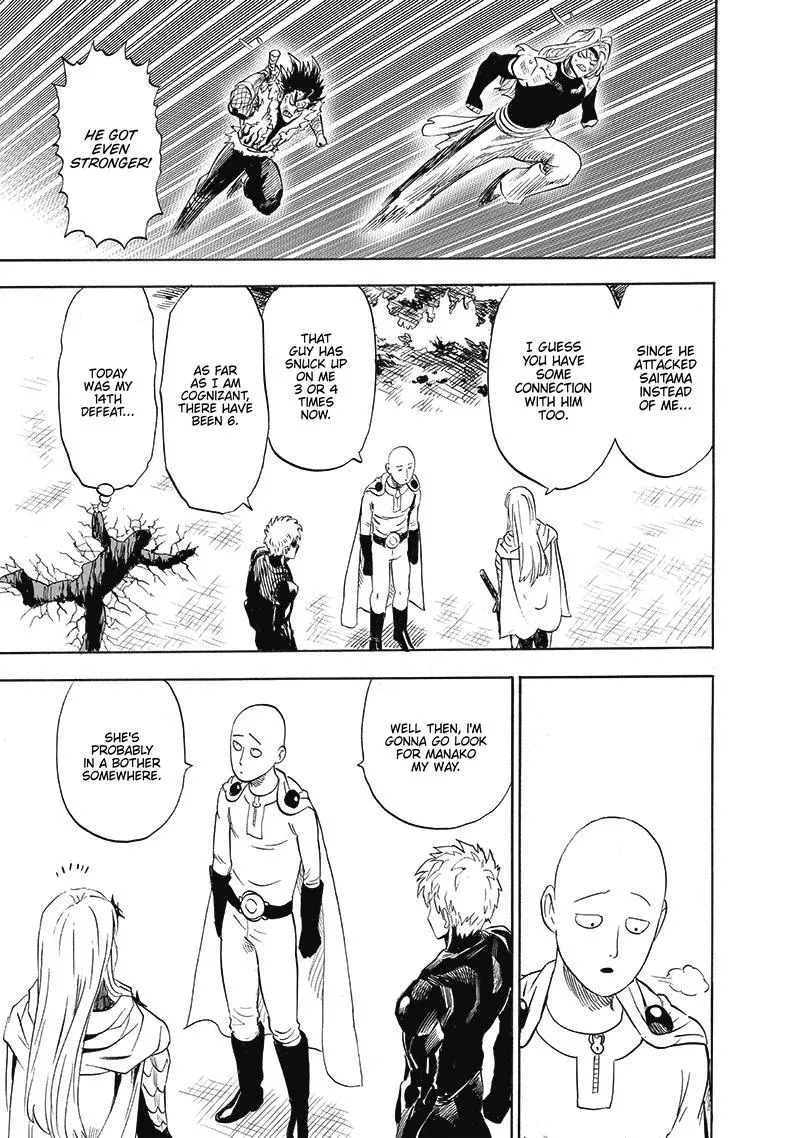 HE GOT
EVEN
STRONGER!
SINCE HE
ATTACKED
SAITAMA
INSTEAD
OF ME...
I GUESS
YOU HAVE
SOME
CONNECTION
WITH HIM
TOO.
THAT
GUY HAS
SNUCK UP
ON ME
3 OR 4
TIMES
NOW.
AS FAR
AS I AM
COGNIZANT,
THERE HAVE
BEEN 6.
TODAY
WAS MY
14TH
DEFEAT...
WELL THEN, I'M
GONNA GO LOOK
FOR MANAKO
MY WAY.
SHE'S
PROBABLY
IN A BOTHER
SOMEWHERE.